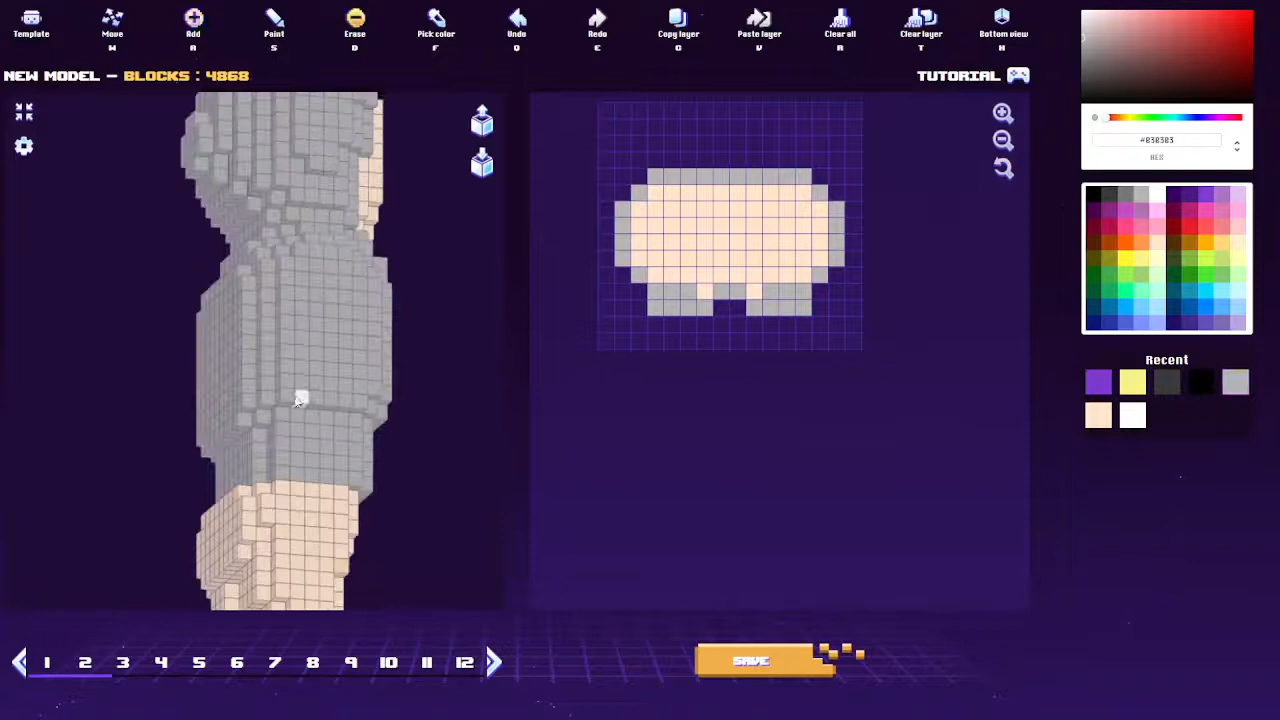 Template Move Add Paint Erase Pick color Undo Redo Copy layer Paste layer Clear all Clear layer Bottom view
W A S D F Q E C V R T H
NEW MODEL - BLOCKS : 4868
TUTORIAL
#B3B3B3
HEX
Recent
1 2 3 4 5 6 7 8 9 10 11 12
SAVE